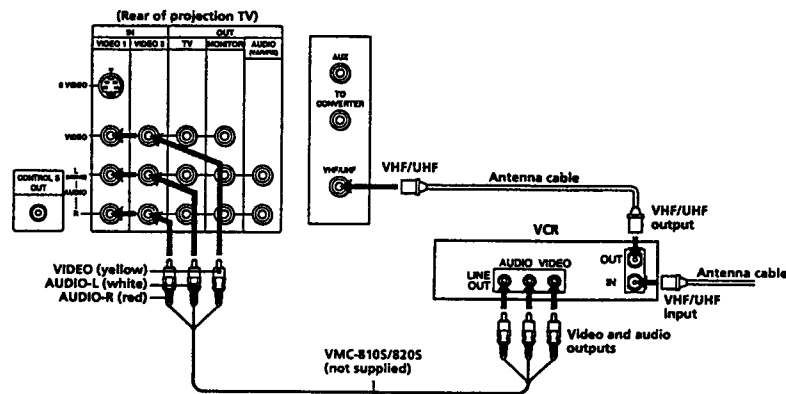 (Rear of projection TV)
IN
OUT
VIDEO 1
VIDEO 3
TV
MONITOR
AUDIO
S VIDEO
VIDEO
L
AUDIO
R
CONTROL S
OUT
AUX
TO
CONVERTER
VHF/UHF
VHF/UHF
Antenna cable
VHF/UHF
output
VCR
OUT
IN
AUDIO VIDEO
LINE
OUT
Antenna cable
VHF/UHF
input
VIDEO (yellow)
AUDIO-L (white)
AUDIO-R (red)
Video and audio
outputs
VMC-810S/820S
(not supplied)